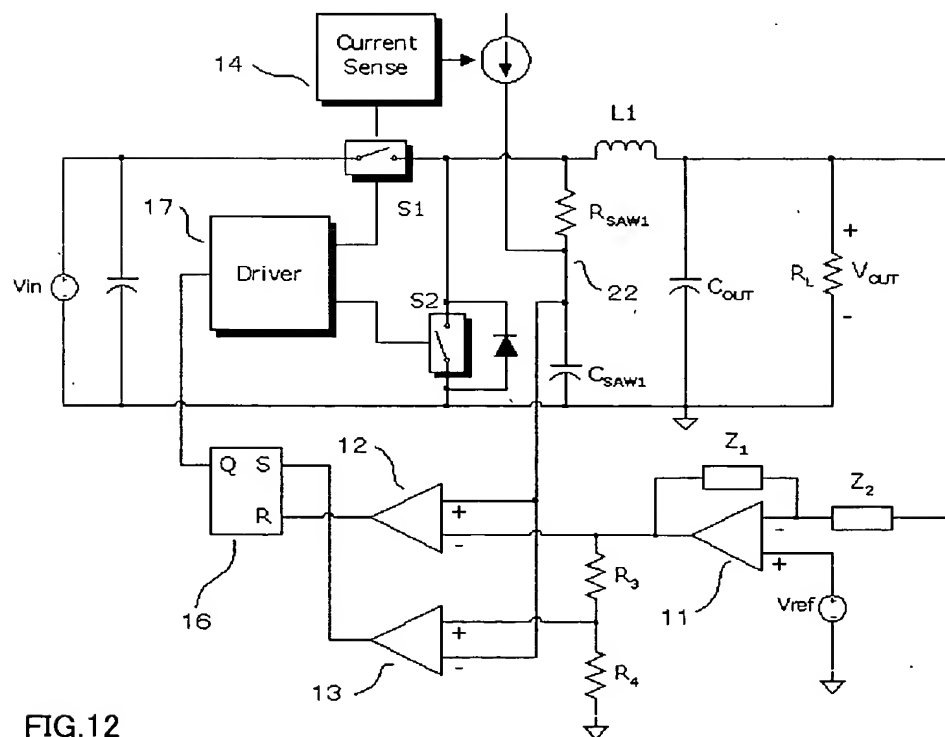 Current
Sense
14
L1
S1
R_SAW1
17
Driver
Vin
22
S2
C_OUT
R_L
+
V_OUT
-
C_SAW1
Z_1
Z_2
Q
S
R
12
+
-
-
+
R_3
16
11
Vref
+
-
13
R_4
FIG.12